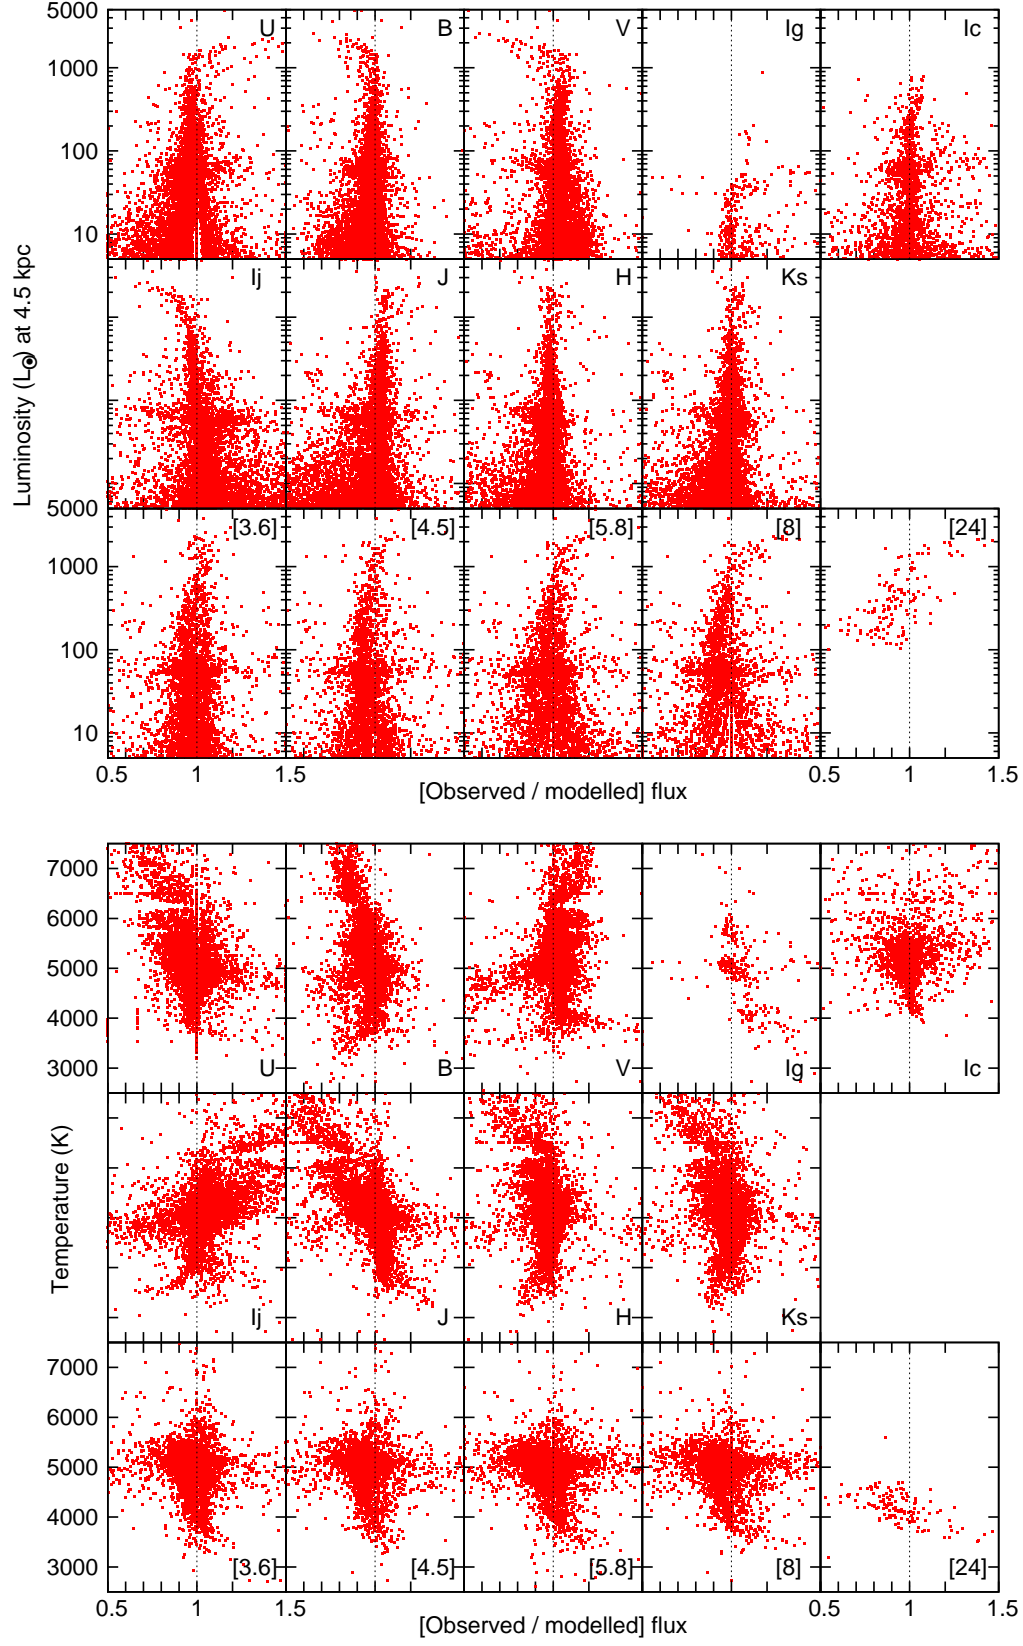 5000 U B V Ig Ic
1000
100
10
Ij J H Ks
Luminosity (L⊙) at 4.5 kpc
5000 [3.6] [4.5] [5.8] [8] [24]
1000
100
10
0.5 1 1.5 0.5 1 1.5
[Observed / modelled] flux
7000
6000
5000
4000
3000 U B V Ig Ic
Temperature (K)
Ij J H Ks
7000
6000
5000
4000
3000 [3.6] [4.5] [5.8] [8] [24]
0.5 1 1.5 0.5 1 1.5
[Observed / modelled] flux